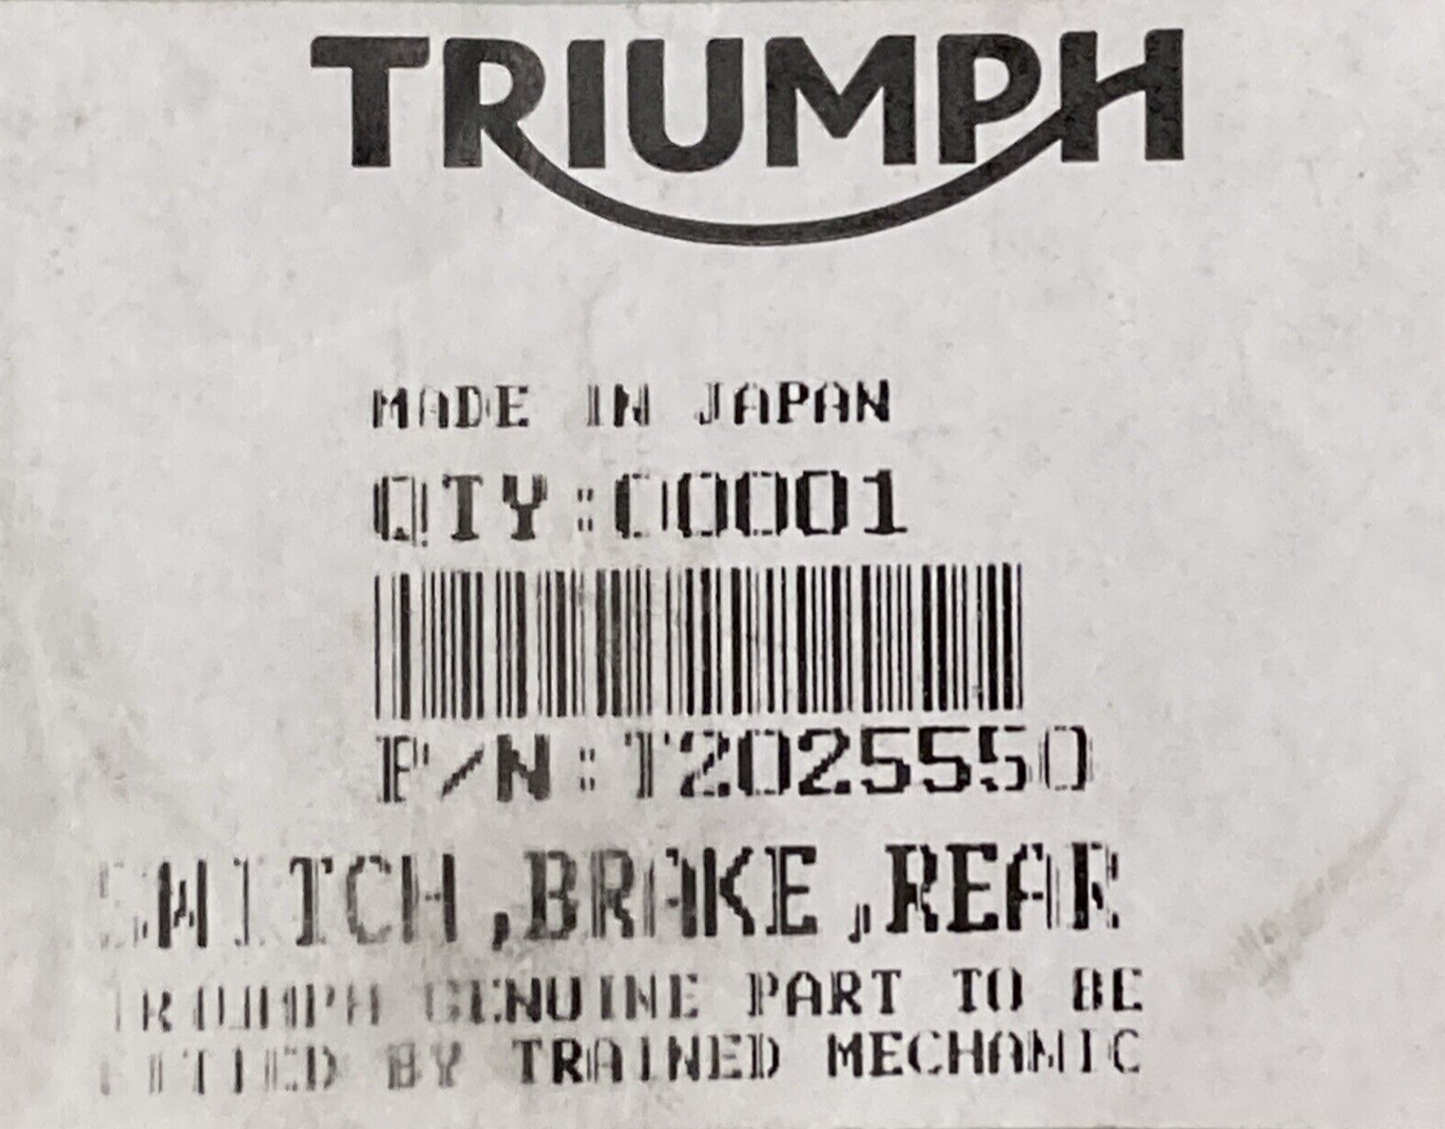 TRIUMPH
MADE IN JAPAN
QTY:00001
P/N:T2025550
SWITCH,BRAKE,REAR
TRIUMPH GENUINE PART TO BE
FITTED BY TRAINED MECHANIC